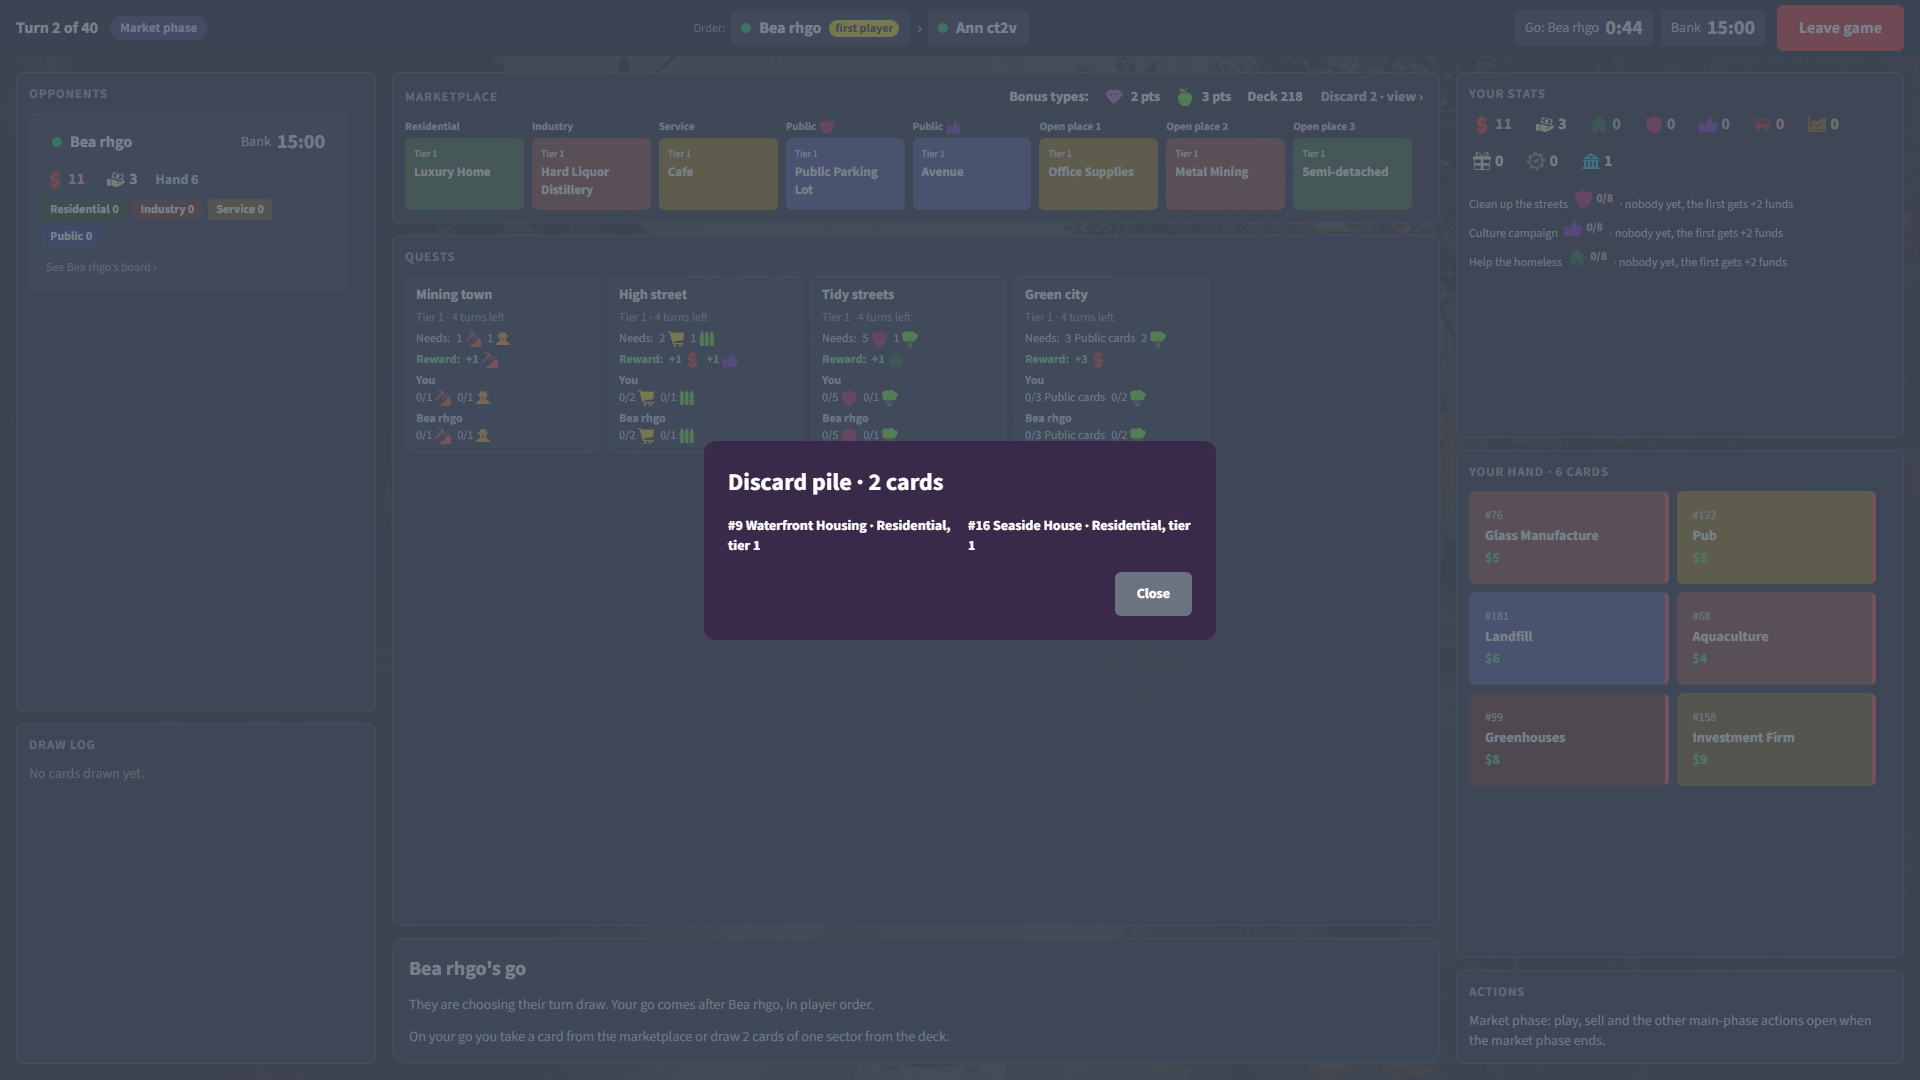 Turn 2 of 40
Market phase
Order:
Bea rhgo
first player
›
Ann ct2v
Go: Bea rhgo 0:44
Bank 15:00
Leave game
OPPONENTS
Bea rhgo
Bank 15:00
11
3
Hand 6
Residential 0
Industry 0
Service 0
Public 0
See Bea rhgo's board ›
DRAW LOG
No cards drawn yet.
MARKETPLACE
Bonus types:
2 pts
3 pts
Deck 218
Discard 2 · view ›
Residential
Tier 1
Luxury Home
Industry
Tier 1
Hard Liquor
Distillery
Service
Tier 1
Cafe
Public
Tier 1
Public Parking
Lot
Public
Tier 1
Avenue
Open place 1
Tier 1
Office Supplies
Open place 2
Tier 1
Metal Mining
Open place 3
Tier 1
Semi-detached
QUESTS
Mining town
Tier 1 · 4 turns left
Needs: 1 1
Reward: +1
You
0/1 0/1
Bea rhgo
0/1 0/1
High street
Tier 1 · 4 turns left
Needs: 2 1
Reward: +1 +1
You
0/2 0/1
Bea rhgo
0/2 0/1
Tidy streets
Tier 1 · 4 turns left
Needs: 5 1
Reward: +1
You
0/5 0/1
Bea rhgo
0/5 0/1
Green city
Tier 1 · 4 turns left
Needs: 3 Public cards 2
Reward: +3
You
0/3 Public cards 0/2
Bea rhgo
0/3 Public cards 0/2
Discard pile · 2 cards
#9 Waterfront Housing · Residential,
tier 1
#16 Seaside House · Residential, tier
1
Close
Bea rhgo's go
They are choosing their turn draw. Your go comes after Bea rhgo, in player order.
On your go you take a card from the marketplace or draw 2 cards of one sector from the deck.
YOUR STATS
11 3 0 0 0 0 0
0 0 1
Clean up the streets 0/8 · nobody yet, the first gets +2 funds
Culture campaign 0/8 · nobody yet, the first gets +2 funds
Help the homeless 0/8 · nobody yet, the first gets +2 funds
YOUR HAND · 6 CARDS
#76
Glass Manufacture
$5
#122
Pub
$5
#181
Landfill
$6
#68
Aquaculture
$4
#99
Greenhouses
$8
#158
Investment Firm
$9
ACTIONS
Market phase: play, sell and the other main-phase actions open when
the market phase ends.